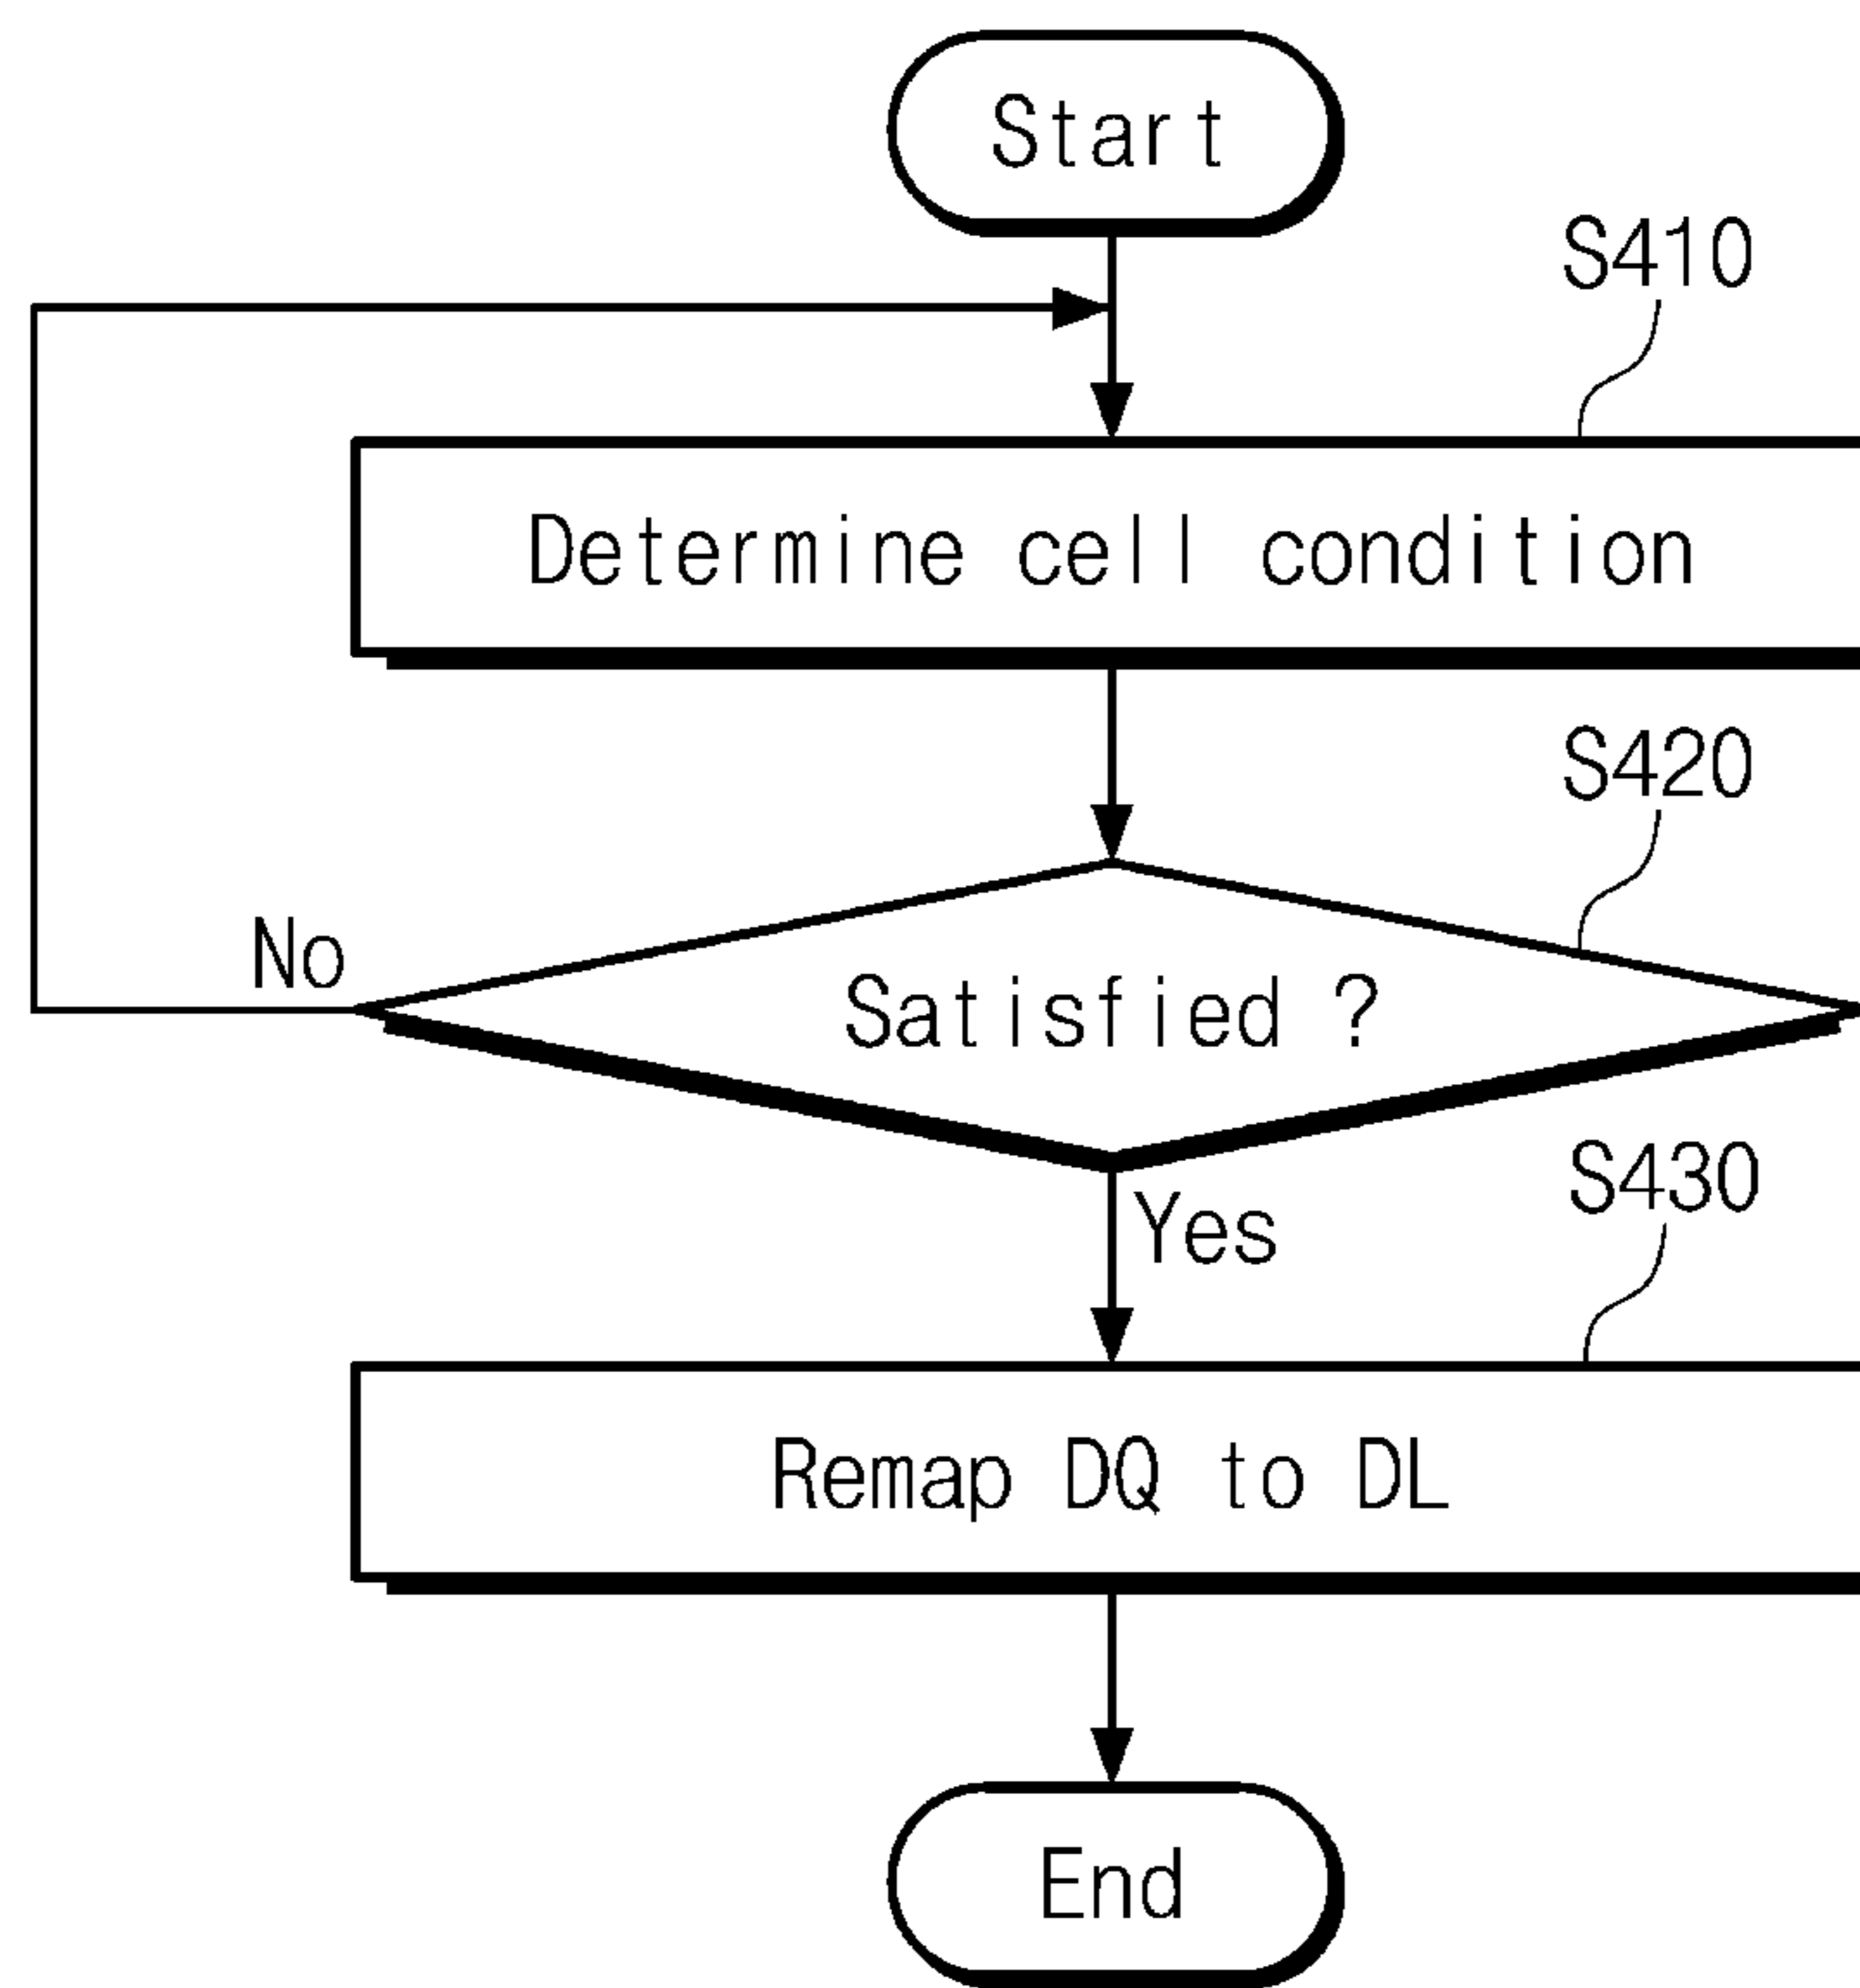 Start
S410
Determine cell condition
S420
No
Satisfied ?
S430
Yes
Remap DQ to DL
End